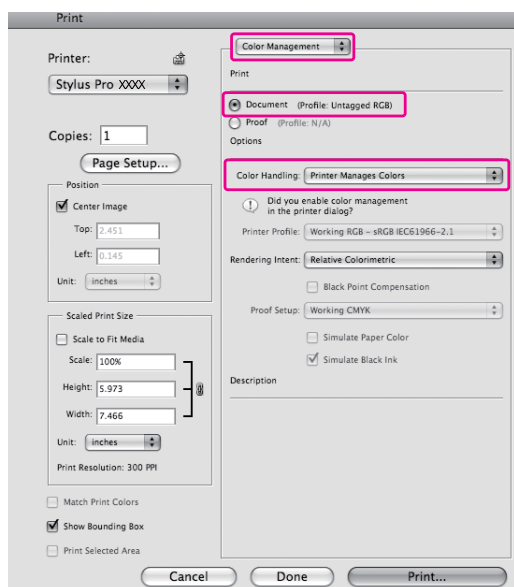 Print
Printer:
Stylus Pro XXXX
Copies: 1
Page Setup...
Position
Center Image
Top: 2.451
Left: 0.145
Unit: inches
Scaled Print Size
Scale to Fit Media
Scale: 100%
Height: 5.973
Width: 7.466
Unit: inches
Print Resolution: 300 PPI
Match Print Colors
Show Bounding Box
Print Selected Area
Color Management
Print
Document (Profile: Untagged RGB)
Proof (Profile: N/A)
Options
Color Handling: Printer Manages Colors
Did you enable color management
in the printer dialog?
Printer Profile: Working RGB - sRGB IEC61966-2.1
Rendering Intent: Relative Colorimetric
Black Point Compensation
Proof Setup: Working CMYK
Simulate Paper Color
Simulate Black Ink
Description
Cancel
Done
Print...